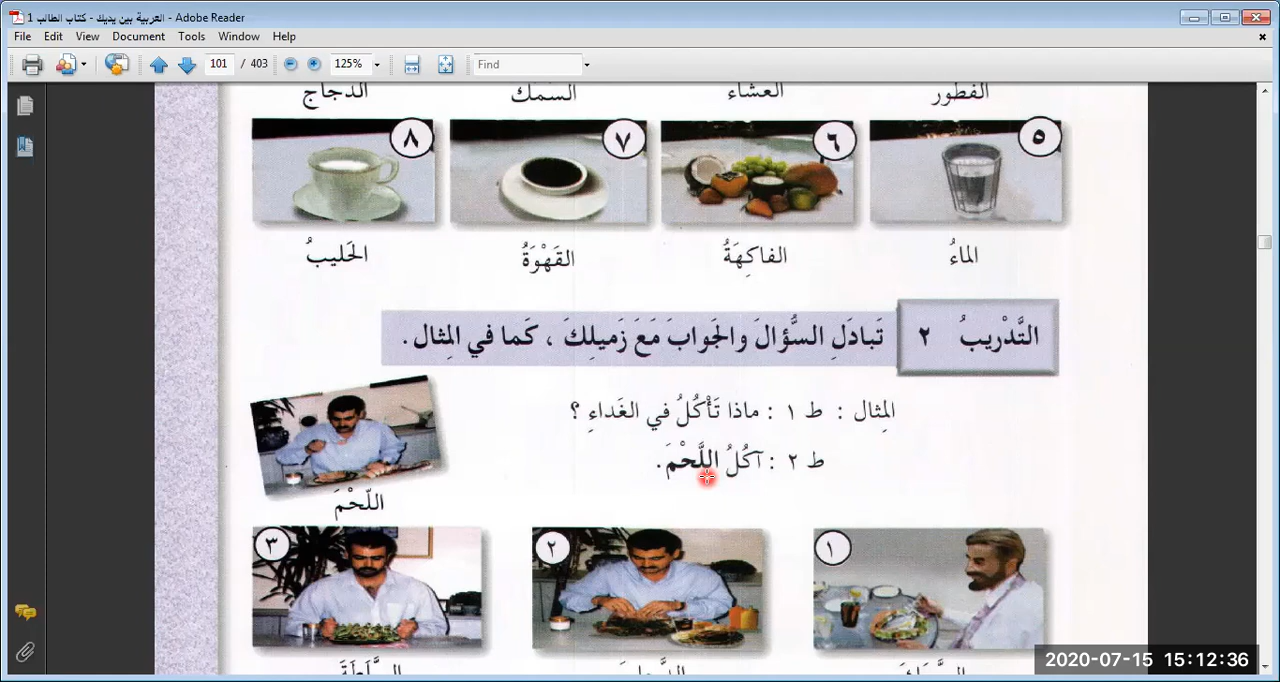 العربية بين يديك - كتاب الطالب 1 - Adobe Reader
File Edit View Document Tools Window Help
101 / 403 125% Find
الفطور العشاء السمك الدجاج
٥ ٦ ٧ ٨
الماءُ الفاكِهَةُ القَهْوَةُ الحَليبُ
التَّدْريبُ ٢ تَبادَلِ السُّؤالَ والجَوابَ مَعَ زَميلِكَ ، كَما في المِثال .
المِثال : ط ١ : ماذا تَأْكُلُ في الغَداءِ ؟
ط ٢ : آكُلُ اللَّحْمَ .
اللّحْمَ
١ ٢ ٣
2020-07-15 15:12:36